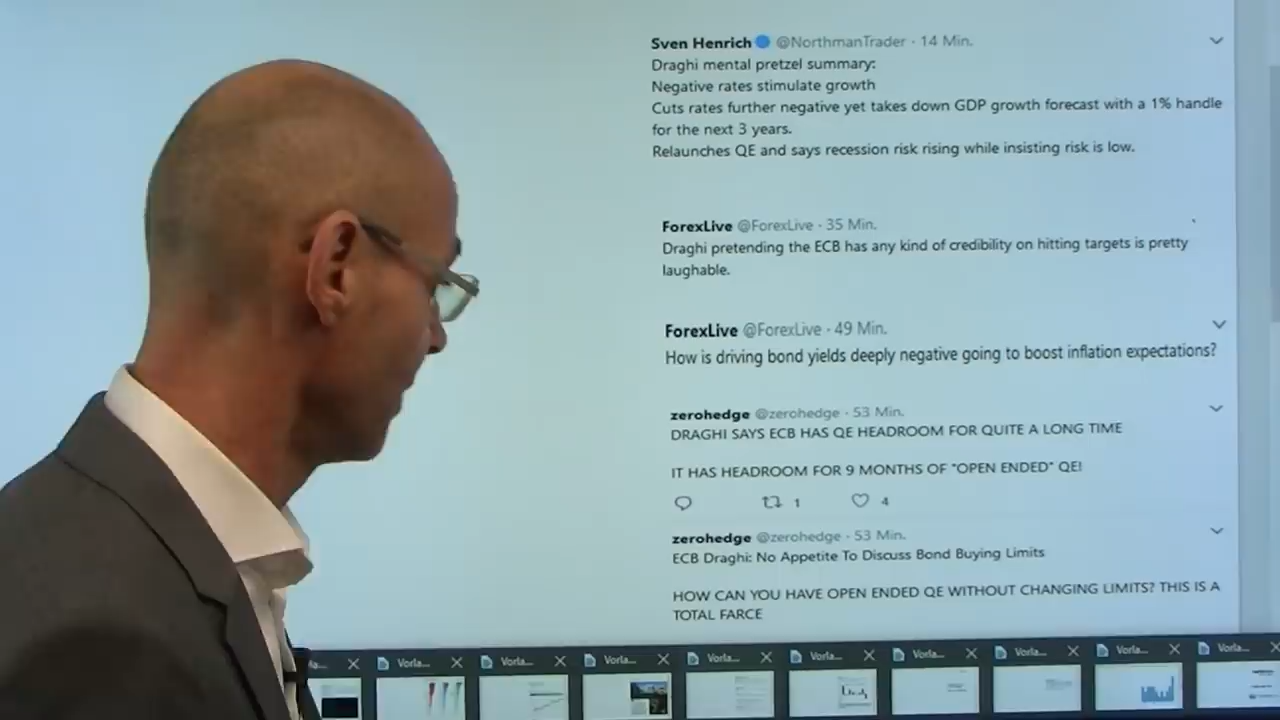 Sven Henrich @NorthmanTrader · 14 Min.
Draghi mental pretzel summary:
Negative rates stimulate growth
Cuts rates further negative yet takes down GDP growth forecast with a 1% handle
for the next 3 years.
Relaunches QE and says recession risk rising while insisting risk is low.
ForexLive @ForexLive · 35 Min.
Draghi pretending the ECB has any kind of credibility on hitting targets is pretty
laughable.
ForexLive @ForexLive · 49 Min.
How is driving bond yields deeply negative going to boost inflation expectations?
zerohedge @zerohedge · 53 Min.
DRAGHI SAYS ECB HAS QE HEADROOM FOR QUITE A LONG TIME
IT HAS HEADROOM FOR 9 MONTHS OF "OPEN ENDED" QE!
1 4
zerohedge @zerohedge · 53 Min.
ECB Draghi: No Appetite To Discuss Bond Buying Limits
HOW CAN YOU HAVE OPEN ENDED QE WITHOUT CHANGING LIMITS? THIS IS A
TOTAL FARCE
Vorla... Vorla... Vorla... Vorla... Vorla... Vorla... Vorla... Vorla... Vorla...